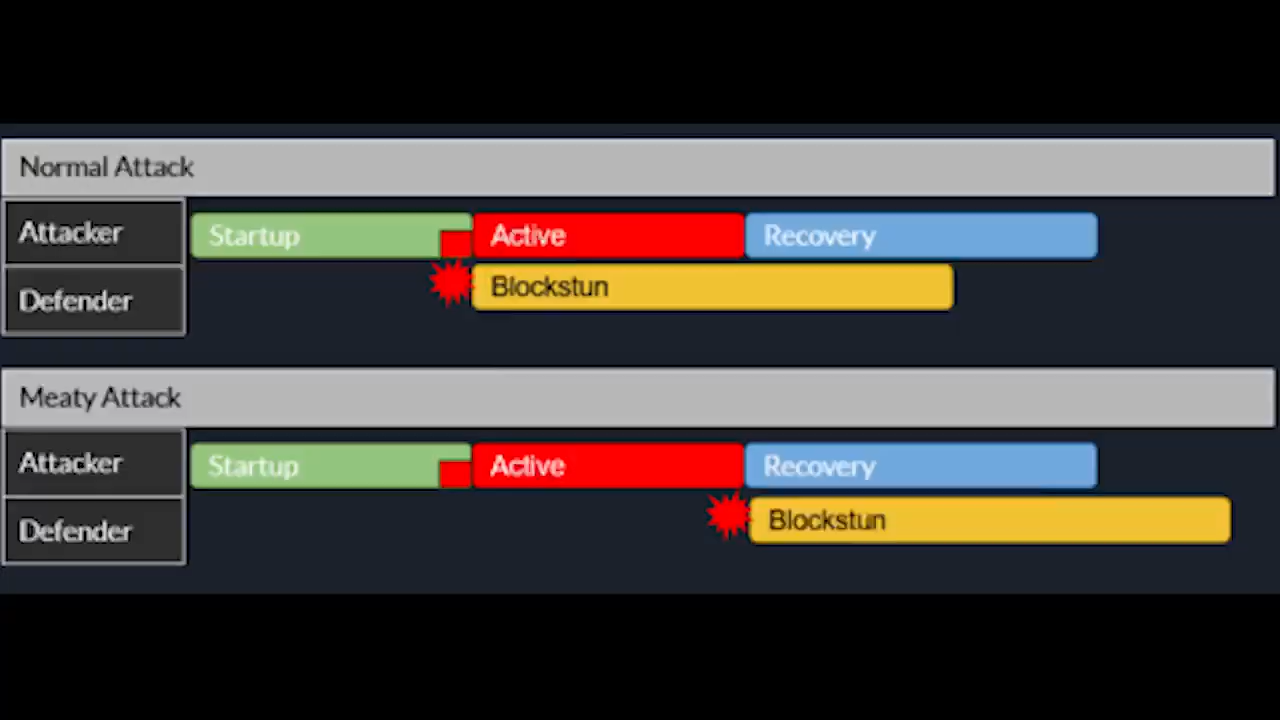 Normal Attack
Attacker
Startup
Active
Recovery
Defender
Blockstun
Meaty Attack
Attacker
Startup
Active
Recovery
Defender
Blockstun